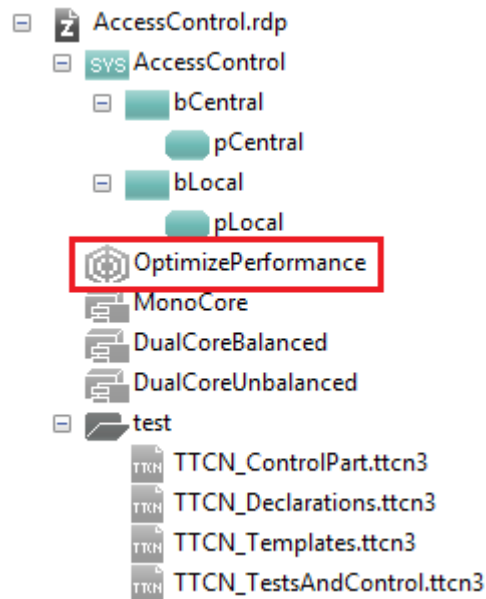 Z AccessControl.rdp
SYS AccessControl
bCentral
pCentral
bLocal
pLocal
OptimizePerformance
MonoCore
DualCoreBalanced
DualCoreUnbalanced
test
TTCN TTCN_ControlPart.ttcn3
TTCN TTCN_Declarations.ttcn3
TTCN TTCN_Templates.ttcn3
TTCN TTCN_TestsAndControl.ttcn3